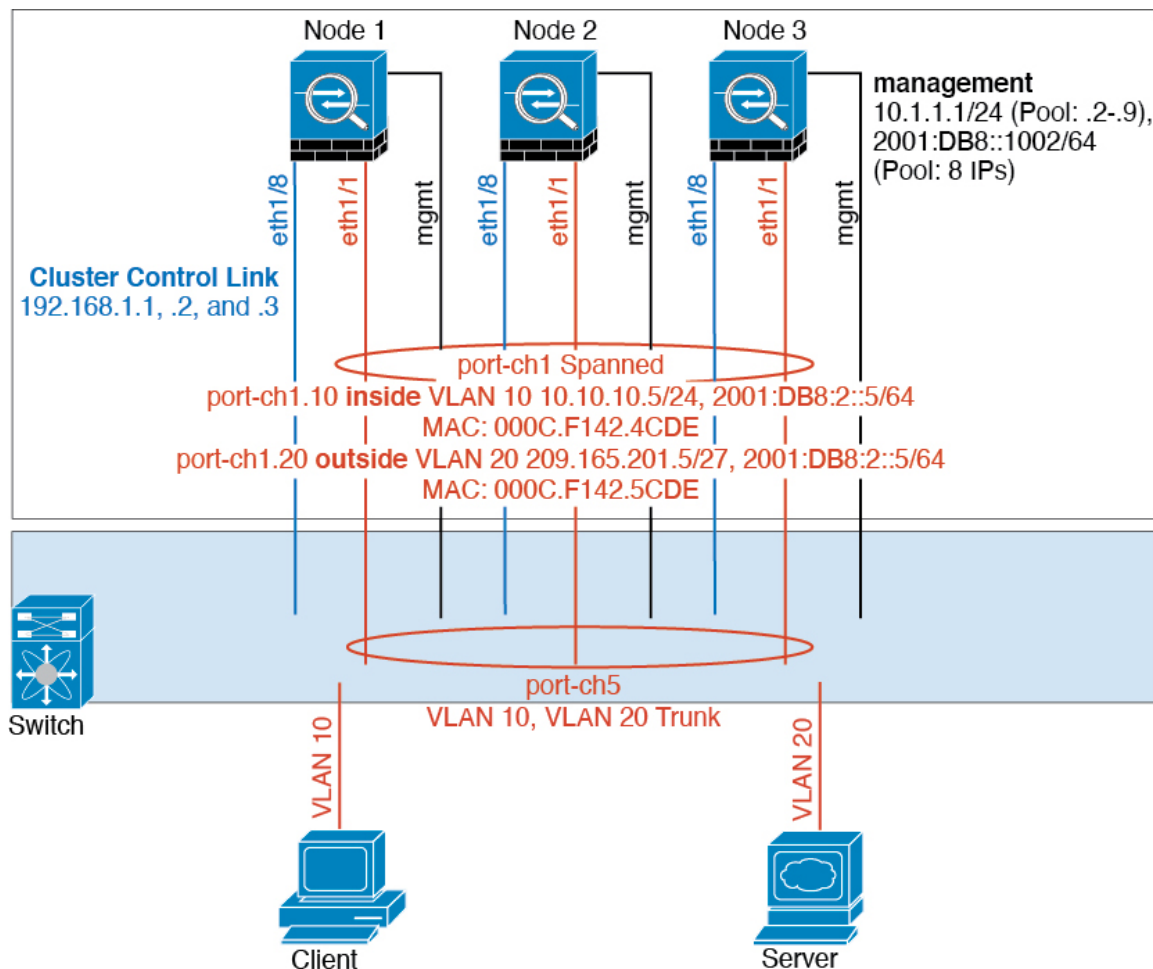 Node 1
Node 2
Node 3
management
10.1.1.1/24 (Pool: .2-.9),
2001:DB8::1002/64
(Pool: 8 IPs)
eth1/8
eth1/1
mgmt
eth1/8
eth1/1
mgmt
eth1/8
eth1/1
mgmt
Cluster Control Link
192.168.1.1, .2, and .3
port-ch1 Spanned
port-ch1.10 inside VLAN 10 10.10.10.5/24, 2001:DB8:2::5/64
MAC: 000C.F142.4CDE
port-ch1.20 outside VLAN 20 209.165.201.5/27, 2001:DB8:2::5/64
MAC: 000C.F142.5CDE
Switch
port-ch5
VLAN 10, VLAN 20 Trunk
VLAN 10
VLAN 20
Client
Server